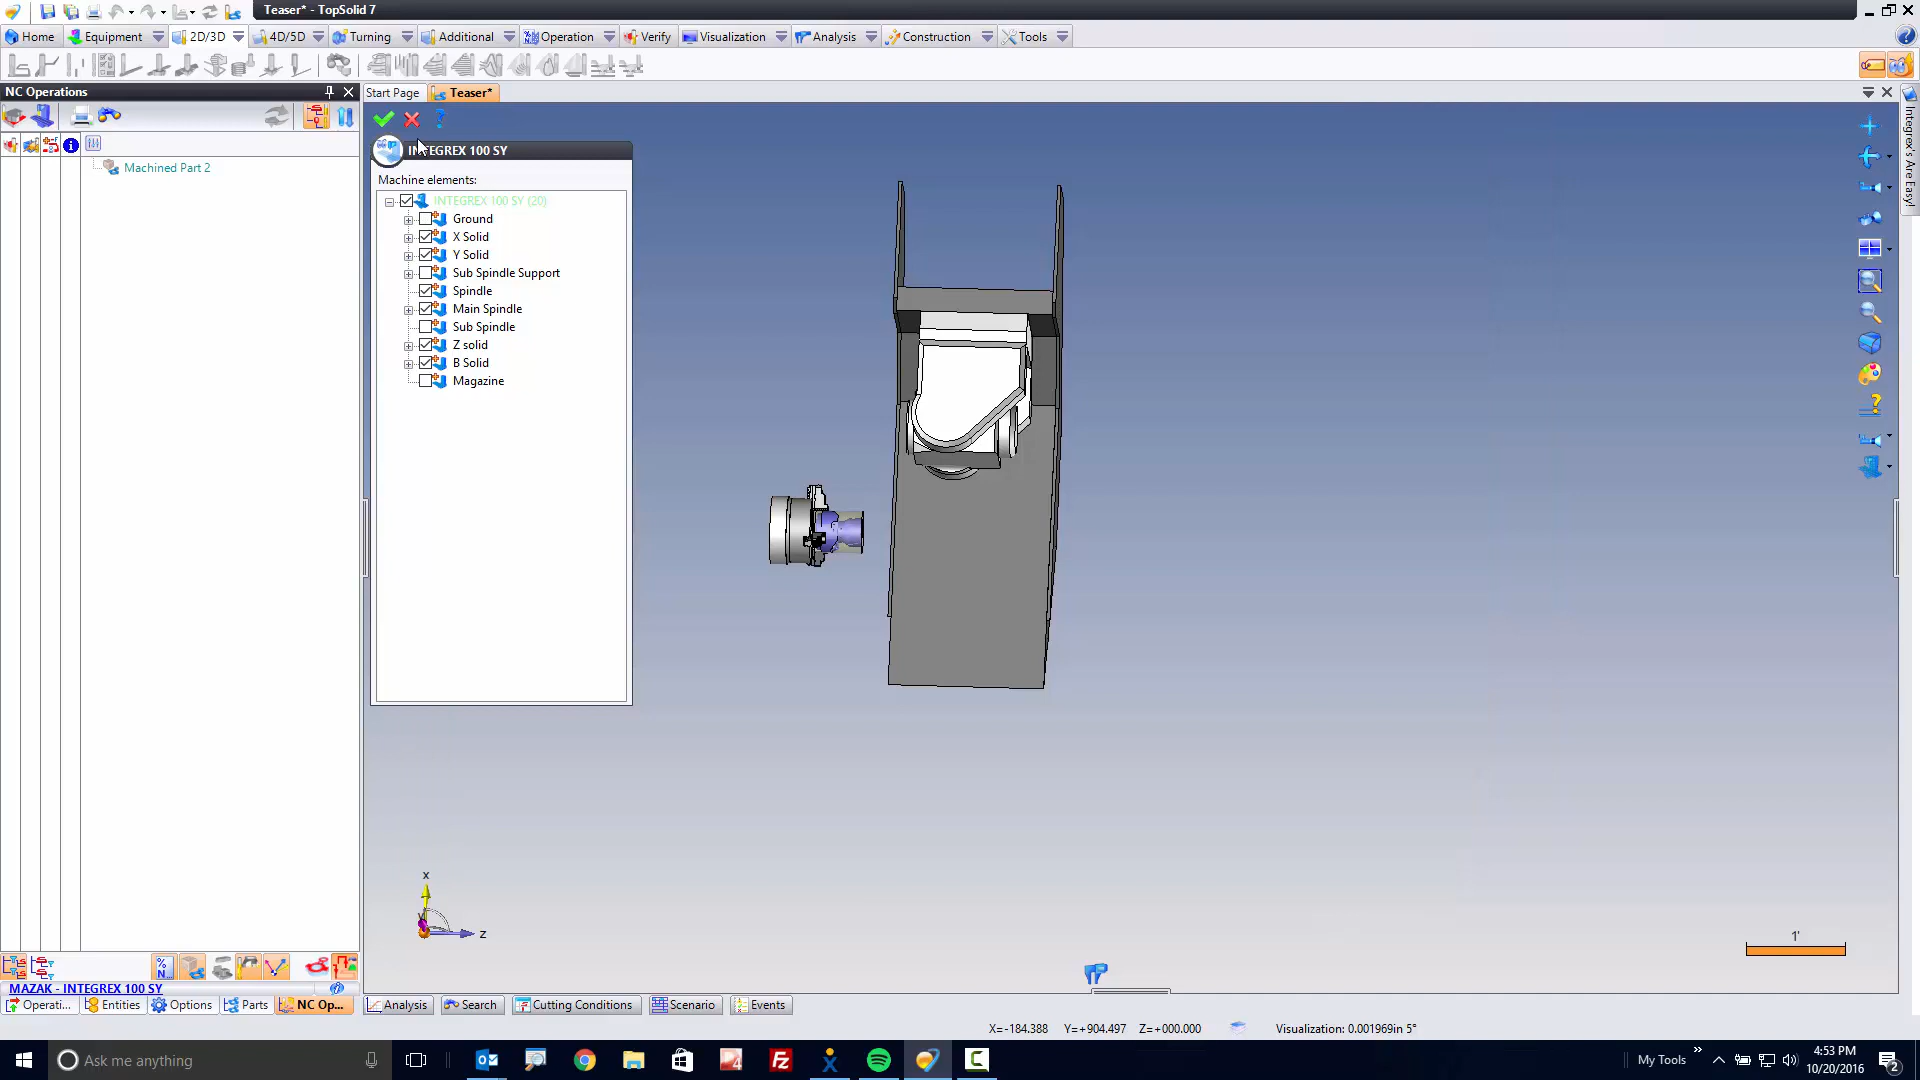 Teaser* - TopSolid 7
Home Equipment 2D/3D 4D/5D Turning Additional Operation Verify Visualization Analysis Construction Tools
NC Operations
Start Page Teaser*
Machined Part 2
INTEGREX 100 SY
Machine elements:
INTEGREX 100 SY (20)
Ground
X Solid
Y Solid
Sub Spindle Support
Spindle
Main Spindle
Sub Spindle
Z solid
B Solid
Magazine
Integrex's Are Easy!
x
z
1'
MAZAK - INTEGREX 100 SY
Operati... Entities Options Parts NC Op... Analysis Search Cutting Conditions Scenario Events
X=-184.388 Y=+904.497 Z=+000.000 Visualization: 0.001969in 5°
Ask me anything
My Tools
4:53 PM
10/20/2016
2